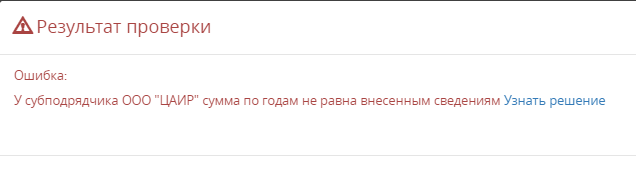 Результат проверки
Ошибка:
У субподрядчика ООО "ЦАИР" сумма по годам не равна внесенным сведениям Узнать решение